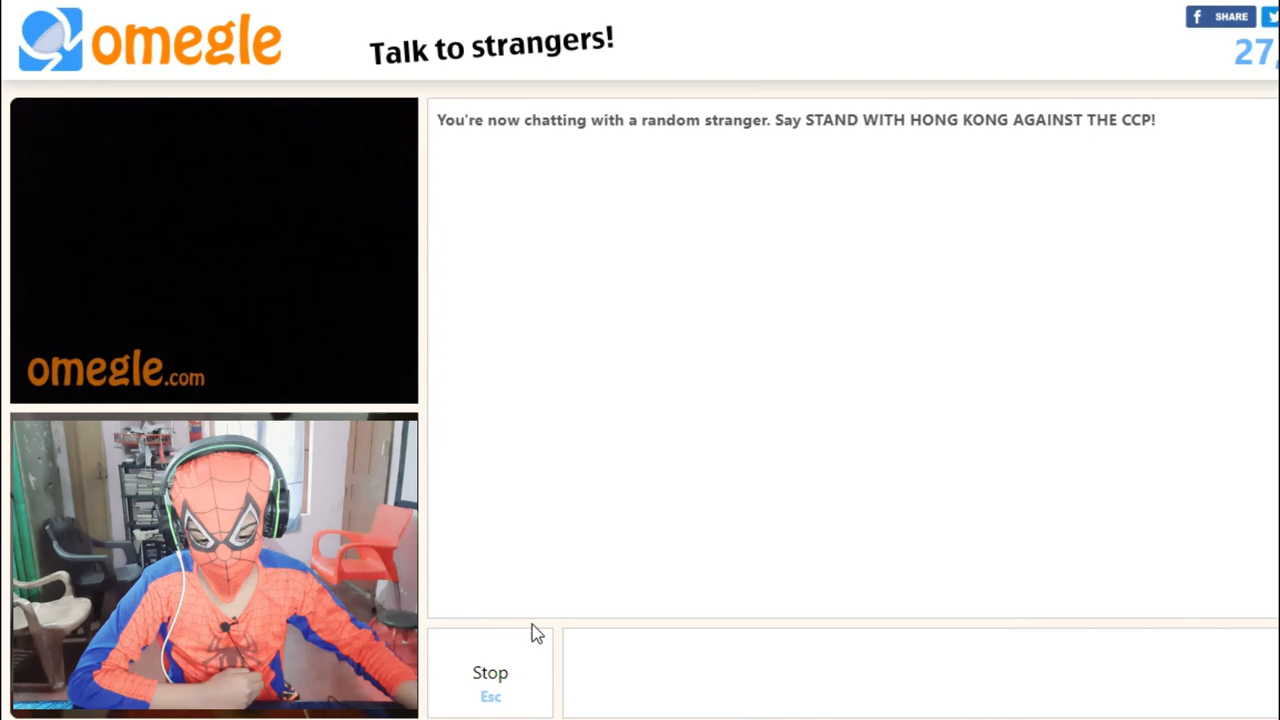 omegle
Talk to strangers!
f SHARE
27,
You're now chatting with a random stranger. Say STAND WITH HONG KONG AGAINST THE CCP!
omegle.com
Stop
Esc